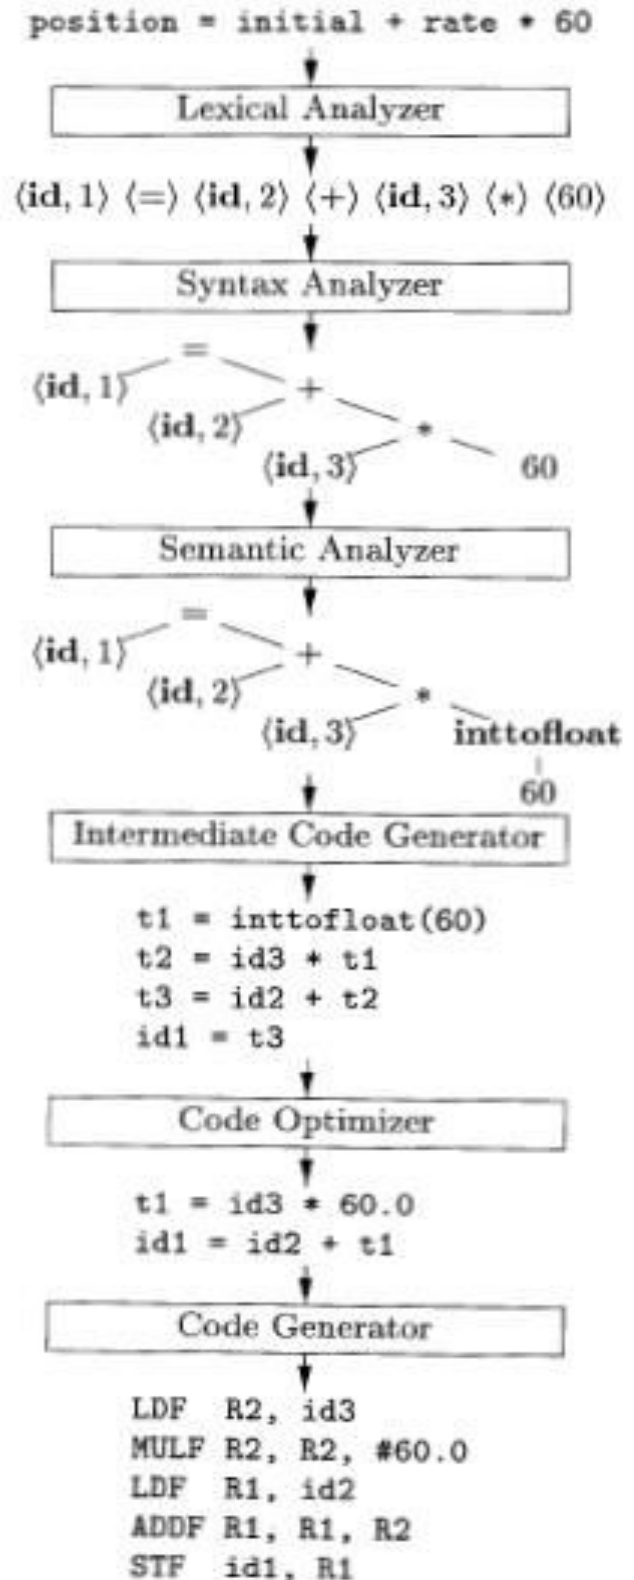 position = initial + rate * 60
Lexical Analyzer
⟨id, 1⟩ ⟨=⟩ ⟨id, 2⟩ ⟨+⟩ ⟨id, 3⟩ ⟨*⟩ ⟨60⟩
Syntax Analyzer
=
⟨id, 1⟩ +
⟨id, 2⟩ *
⟨id, 3⟩ 60
Semantic Analyzer
=
⟨id, 1⟩ +
⟨id, 2⟩ *
⟨id, 3⟩ inttofloat
60
Intermediate Code Generator
t1 = inttofloat(60)
t2 = id3 * t1
t3 = id2 + t2
id1 = t3
Code Optimizer
t1 = id3 * 60.0
id1 = id2 + t1
Code Generator
LDF R2, id3
MULF R2, R2, #60.0
LDF R1, id2
ADDF R1, R1, R2
STF id1, R1